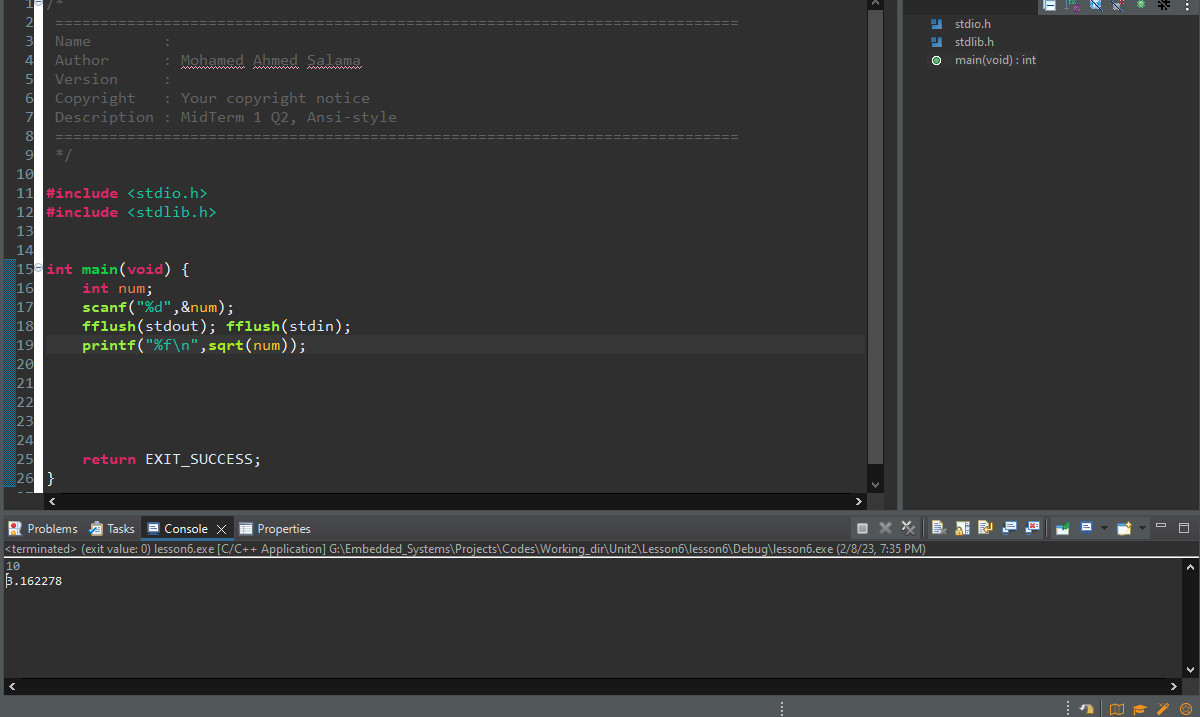 1 /*
2 ============================================================================
3 Name :
4 Author : Mohamed Ahmed Salama
5 Version :
6 Copyright : Your copyright notice
7 Description : MidTerm 1 Q2, Ansi-style
8 ============================================================================
9 */
10
11 #include <stdio.h>
12 #include <stdlib.h>
13
14
15 int main(void) {
16 int num;
17 scanf("%d",&num);
18 fflush(stdout); fflush(stdin);
19 printf("%f\n",sqrt(num));
20
21
22
23
24
25 return EXIT_SUCCESS;
26 }
stdio.h
stdlib.h
main(void) : int
Problems Tasks Console Properties
<terminated> (exit value: 0) lesson6.exe [C/C++ Application] G:\Embedded_Systems\Projects\Codes\Working_dir\Unit2\Lesson6\lesson6\Debug\lesson6.exe (2/8/23, 7:35 PM)
10
3.162278